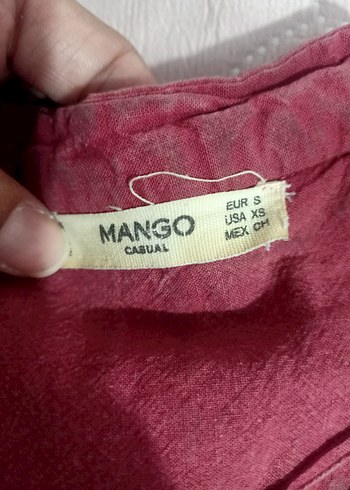 MANGO
CASUAL
EUR S
USA XS
MEX CH